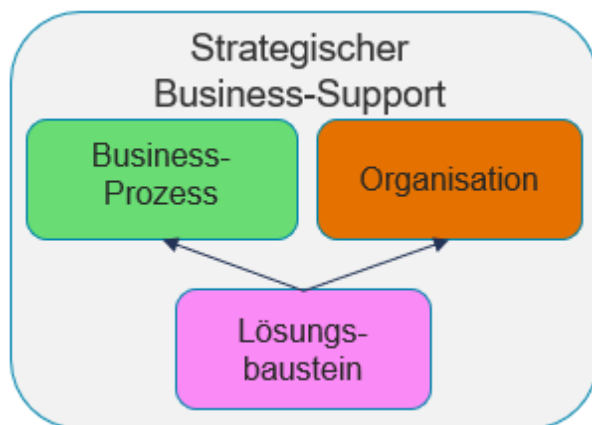 Strategischer
Business-Support
Business-
Prozess
Organisation
Lösungs-
baustein